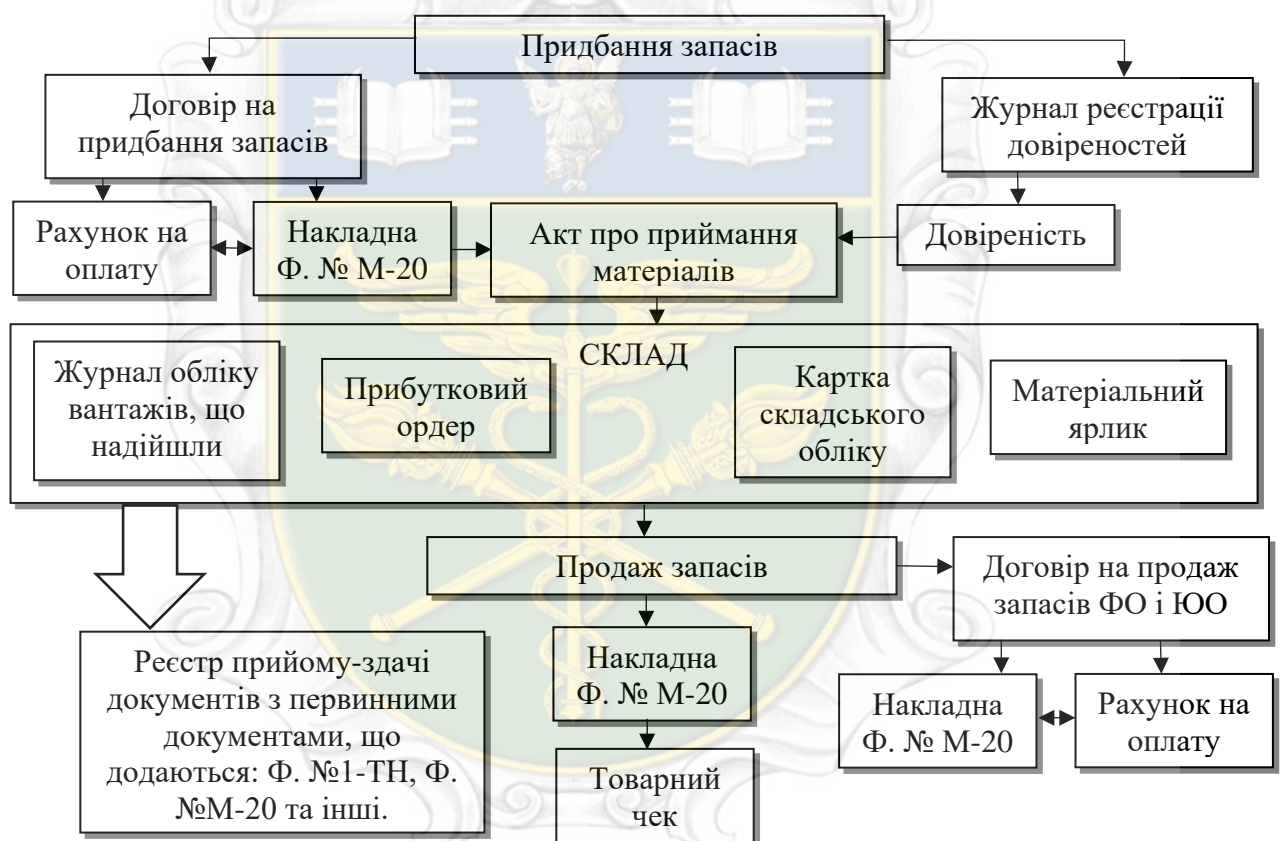 Придбання запасів
Договір на
придбання запасів
Журнал реєстрації
довіреностей
Рахунок на
оплату
Накладна
Ф. № М-20
Акт про приймання
матеріалів
Довіреність
СКЛАД
Журнал обліку
вантажів, що
надійшли
Прибутковий
ордер
Картка
складського
обліку
Матеріальний
ярлик
Продаж запасів
Договір на продаж
запасів ФО і ЮО
Реєстр прийому-здачі
документів з первинними
документами, що
додаються: Ф. №1-ТН, Ф.
№М-20 та інші.
Накладна
Ф. № М-20
Товарний
чек
Накладна
Ф. № М-20
Рахунок на
оплату